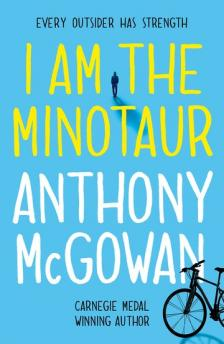 EVERY OUTSIDER HAS STRENGTH
I AM THE
MINOTAUR
ANTHONY
McGOWAN
CARNEGIE MEDAL
WINNING AUTHOR